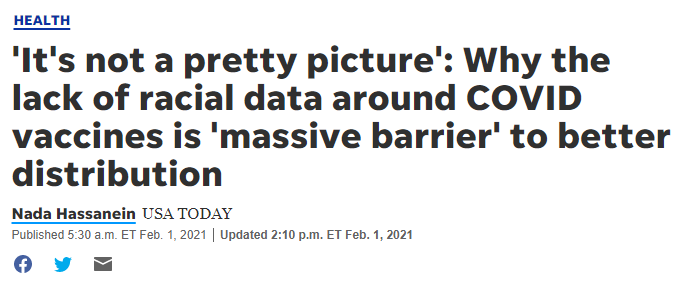 HEALTH
'It's not a pretty picture': Why the
lack of racial data around COVID
vaccines is 'massive barrier' to better
distribution
Nada Hassanein USA TODAY
Published 5:30 a.m. ET Feb. 1, 2021 | Updated 2:10 p.m. ET Feb. 1, 2021